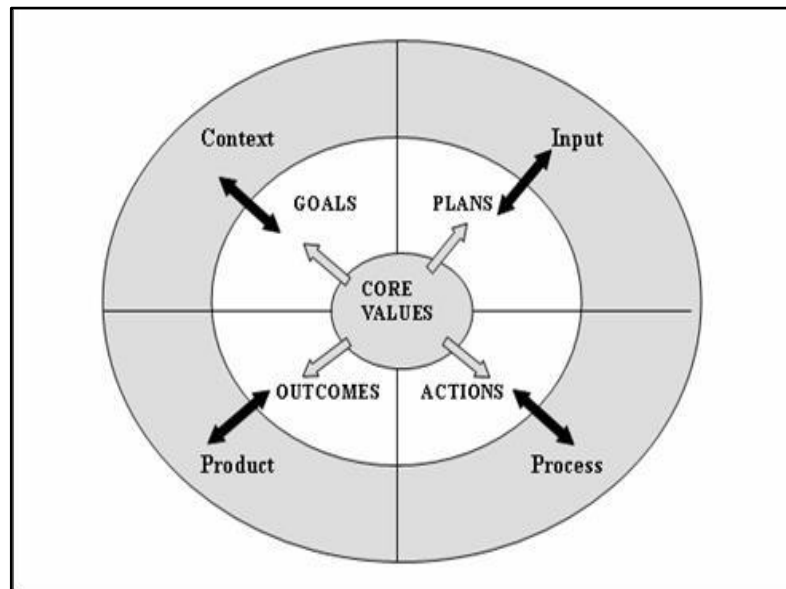 Context
Input
GOALS
PLANS
CORE
VALUES
OUTCOMES
ACTIONS
Product
Process